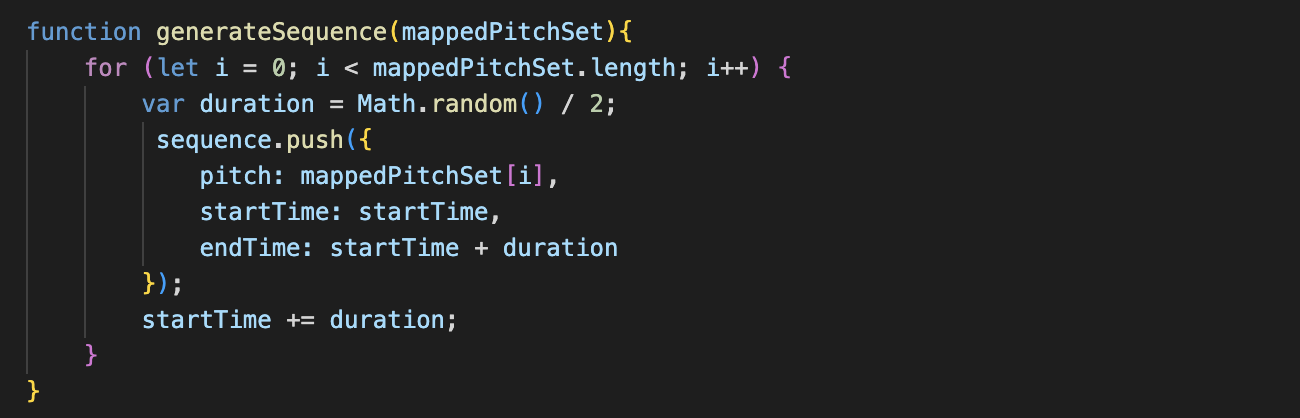 function generateSequence(mappedPitchSet){
    for (let i = 0; i < mappedPitchSet.length; i++) {
        var duration = Math.random() / 2;
         sequence.push({
            pitch: mappedPitchSet[i],
            startTime: startTime,
            endTime: startTime + duration
        });
        startTime += duration;
    }
}